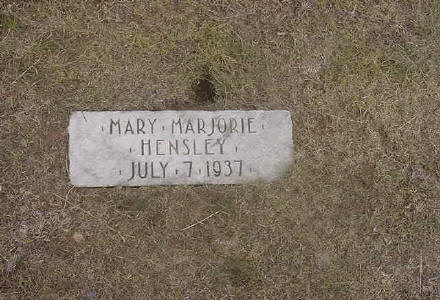 · MARY · MARJORIE ·
· HENSLEY ·
· JULY · 7 · 1937 ·